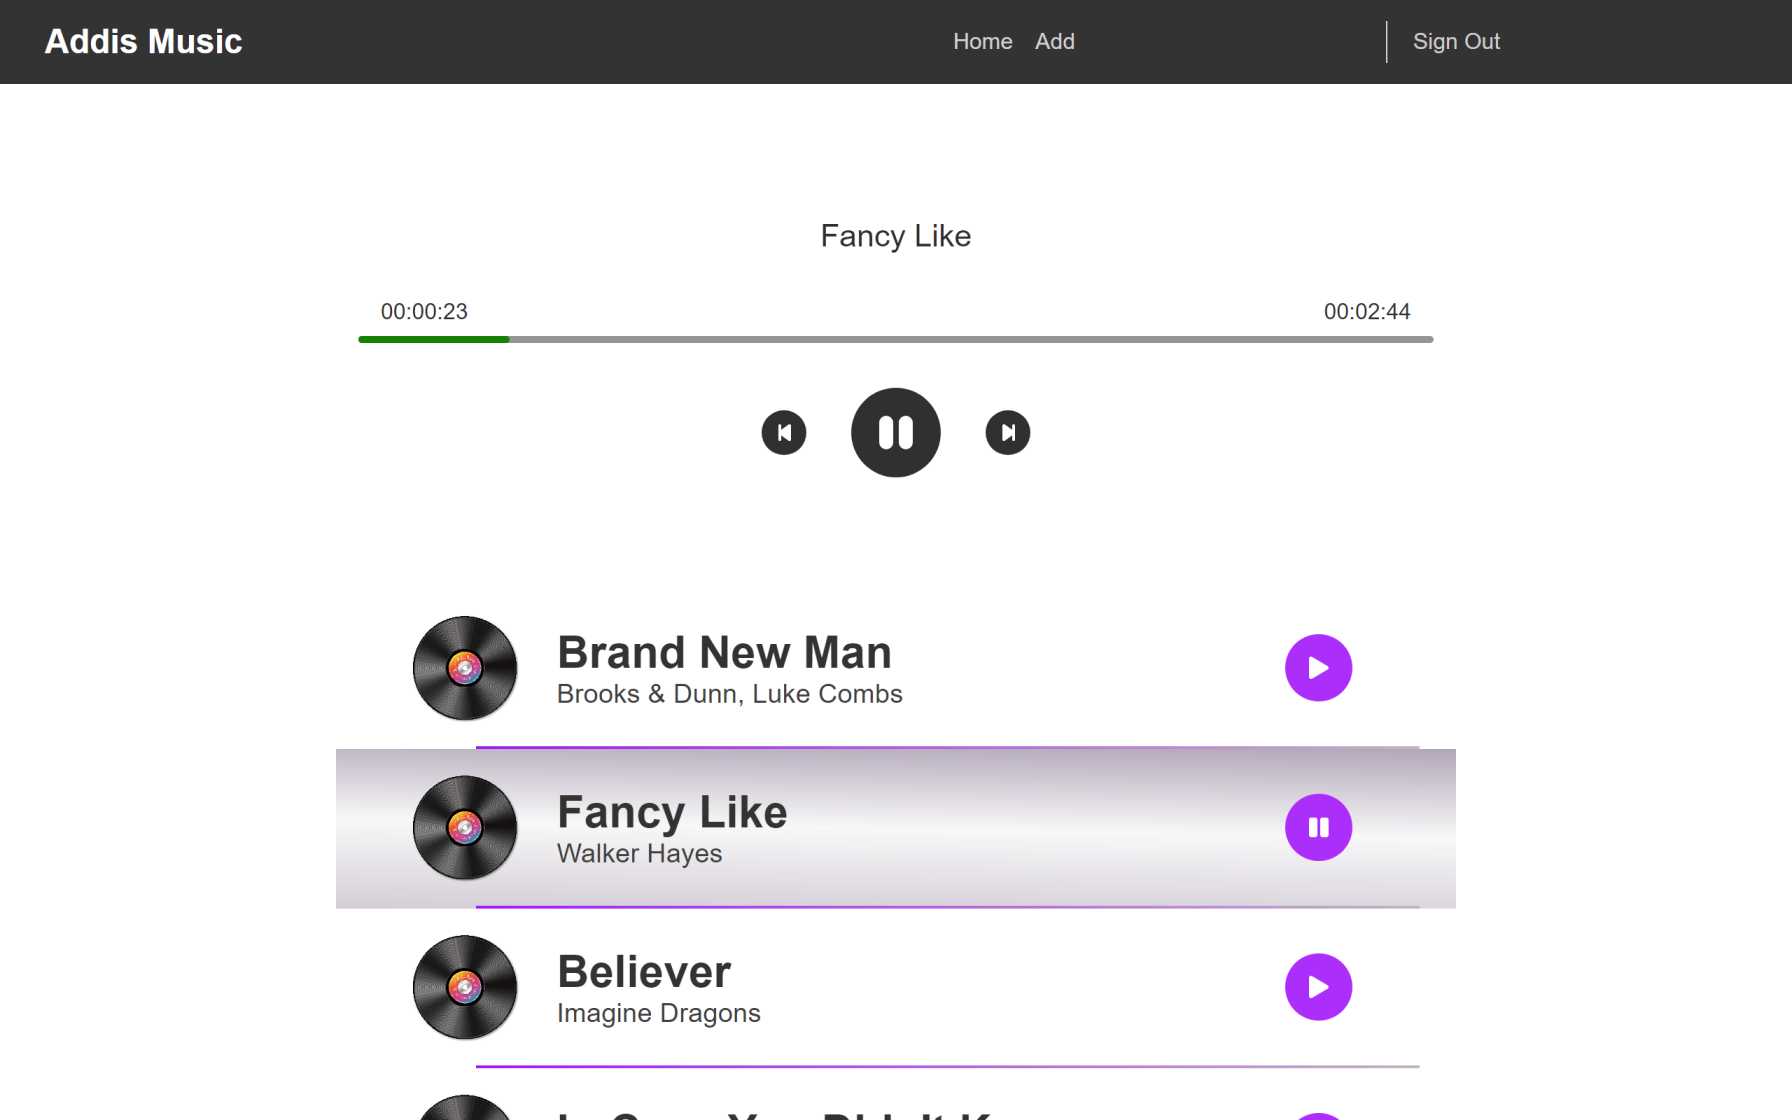 Addis Music
Home Add
Sign Out
Fancy Like
00:00:23
00:02:44
Brand New Man
Brooks & Dunn, Luke Combs
Fancy Like
Walker Hayes
Believer
Imagine Dragons